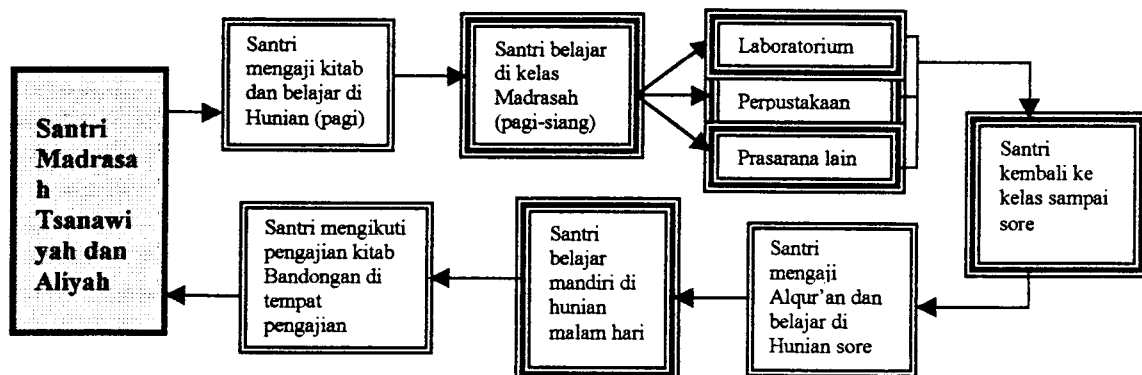 Santri
Madrasa
h
Tsanawi
yah dan
Aliyah
Santri
mengaji kitab
dan belajar di
Hunian (pagi)
Santri belajar
di kelas
Madrasah
(pagi-siang)
Laboratorium
Perpustakaan
Prasarana lain
Santri
kembali ke
kelas sampai
sore
Santri
mengaji
Alqur'an dan
belajar di
Hunian sore
Santri
belajar
mandiri di
hunian
malam hari
Santri mengikuti
pengajian kitab
Bandongan di
tempat
pengajian